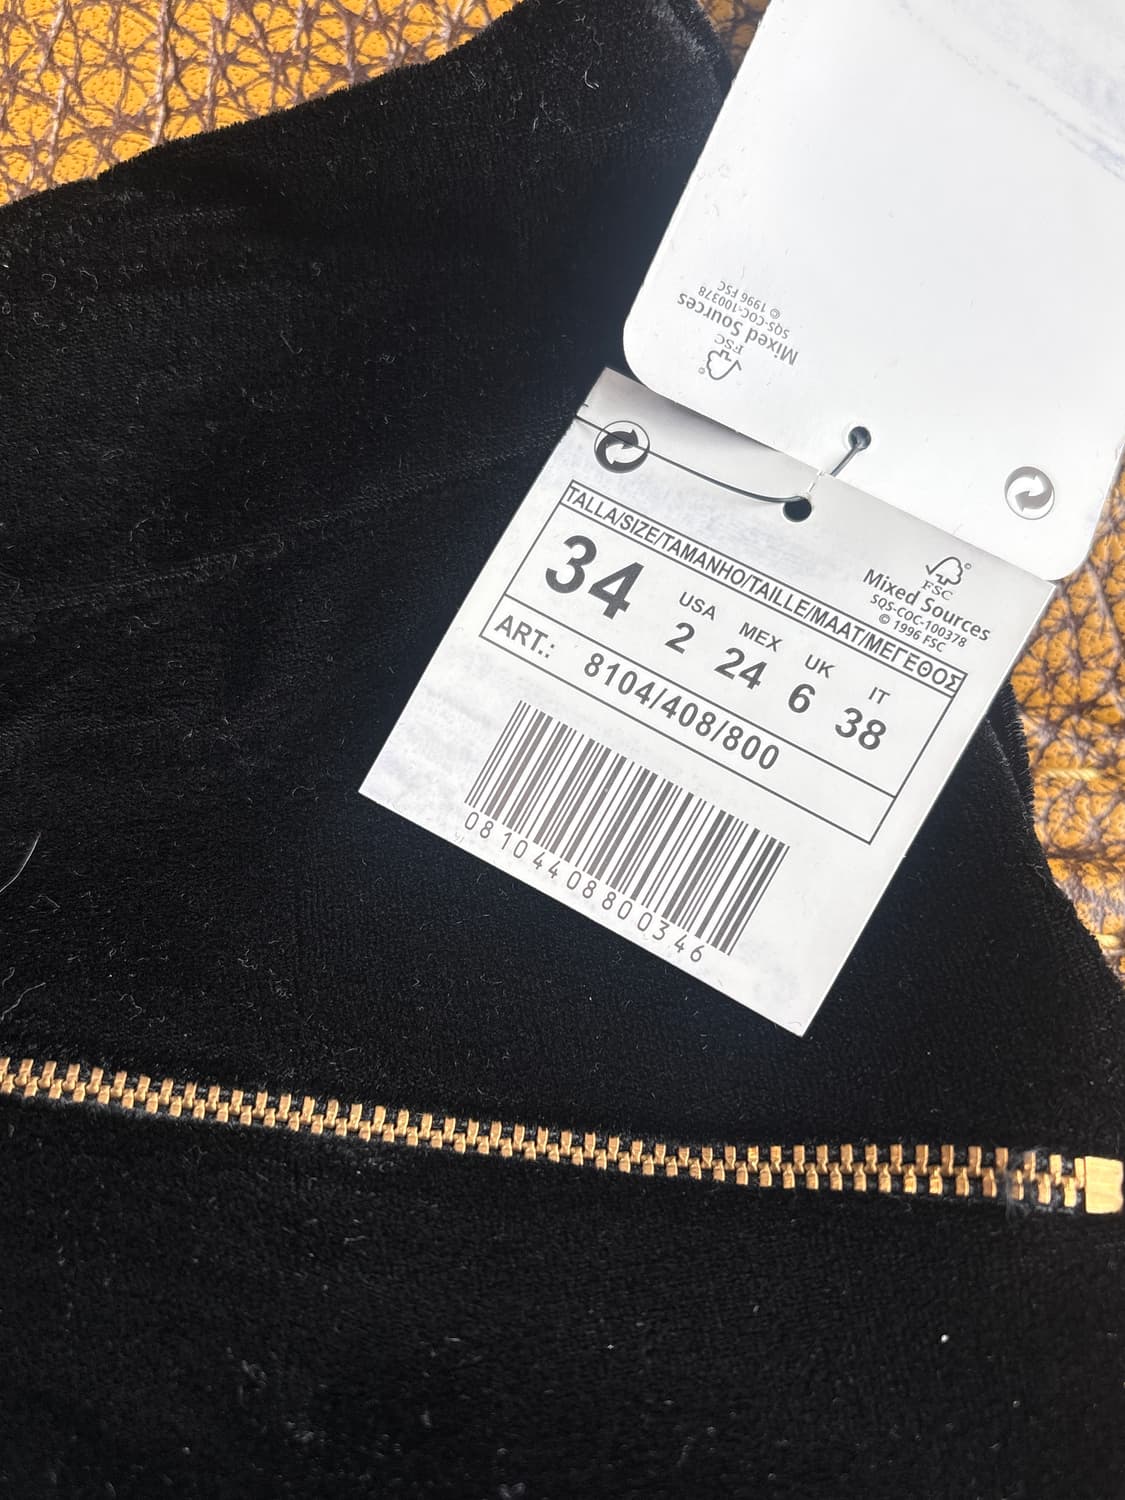 Mixed Sources
SQS-COC-100378
© 1996 FSC
FSC
TALLA/SIZE/TAMANHO/TAILLE/MAAT/ΜΕΓΕΘΟΣ
34
USA MEX UK IT
2 24 6 38
ART.: 8104/408/800
08104408800346
FSC
Mixed Sources
SQS-COC-100378
© 1996 FSC